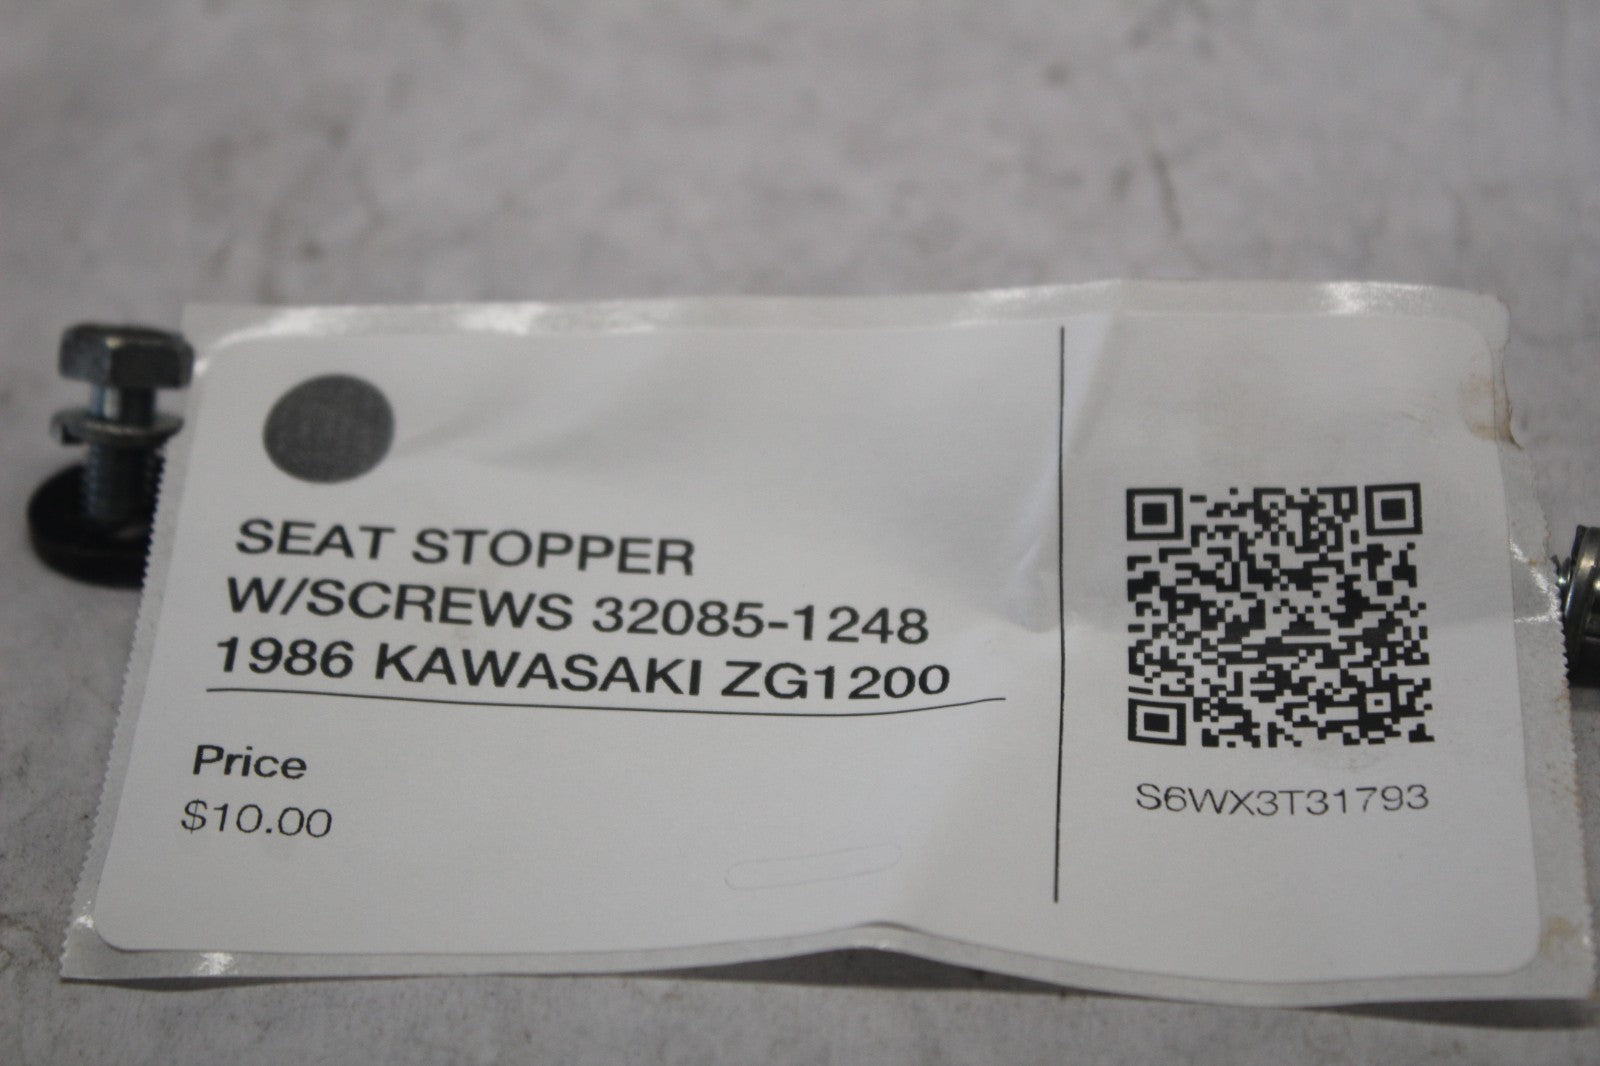 SEAT STOPPER
W/SCREWS 32085-1248
1986 KAWASAKI ZG1200
Price
$10.00
S6WX3T31793